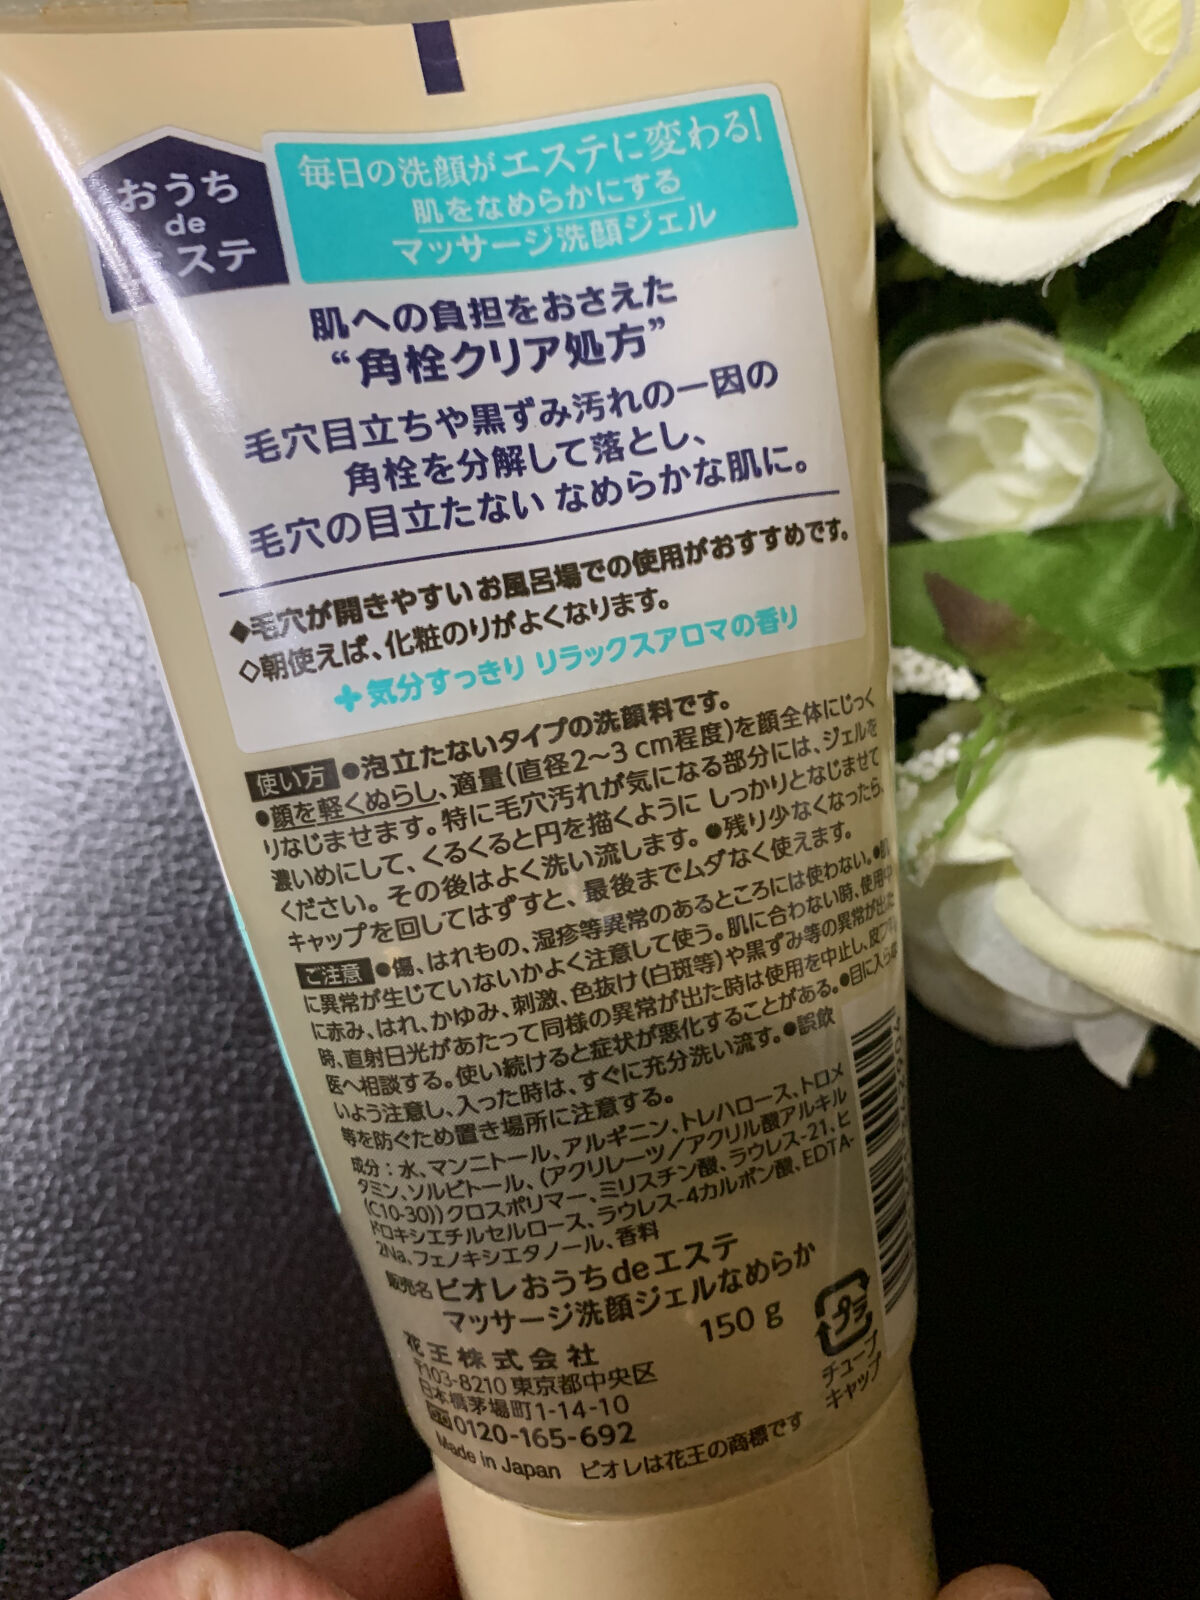 おうち
de
ステ
毎日の洗顔がエステに変わる!
肌をなめらかにする
マッサージ洗顔ジェル
肌への負担をおさえた
“角栓クリア処方”
毛穴目立ちや黒ずみ汚れの一因の
角栓を分解して落とし、
毛穴の目立たない なめらかな肌に。
◆毛穴が開きやすいお風呂場での使用がおすすめです。
◇朝使えば、化粧のりがよくなります。
+気分すっきり リラックスアロマの香り
使い方 ●泡立たないタイプの洗顔料です。
●顔を軽くぬらし、適量(直径2～3 cm程度)を顔全体にじっく
りなじませます。特に毛穴汚れが気になる部分には、ジェルを
濃いめにして、くるくると円を描くように しっかりとなじませて
ください。その後はよく洗い流します。●残り少なくなったら、
キャップを回してはずすと、最後までムダなく使えます。
ご注意 ●傷、はれもの、湿疹等異常のあるところには使わない。●肌
に異常が生じていないかよく注意して使う。肌に合わない時、使用中
に赤み、はれ、かゆみ、刺激、色抜け(白斑等)や黒ずみ等の異常が出た
時、直射日光があたって同様の異常が出た時は使用を中止し、皮フ科
医へ相談する。使い続けると症状が悪化することがある。●目に入らな
いよう注意し、入った時は、すぐに充分洗い流す。●誤飲
等を防ぐため置き場所に注意する。
成分:水、マンニトール、アルギニン、トレハロース、トロメ
タミン、ソルビトール、(アクリレーツ/アクリル酸アルキル
(C10-30))クロスポリマー、ミリスチン酸、ラウレス-21、ヒ
ドロキシエチルセルロース、ラウレス-4カルボン酸、EDTA-
2Na、フェノキシエタノール、香料
販売名 ビオレおうちdeエステ
マッサージ洗顔ジェルなめらか
150 g
花王株式会社
〒103-8210 東京都中央区
日本橋茅場町1-14-10
0120-165-692
Made in Japan ビオレは花王の商標です
プラ
チューブ
キャップ